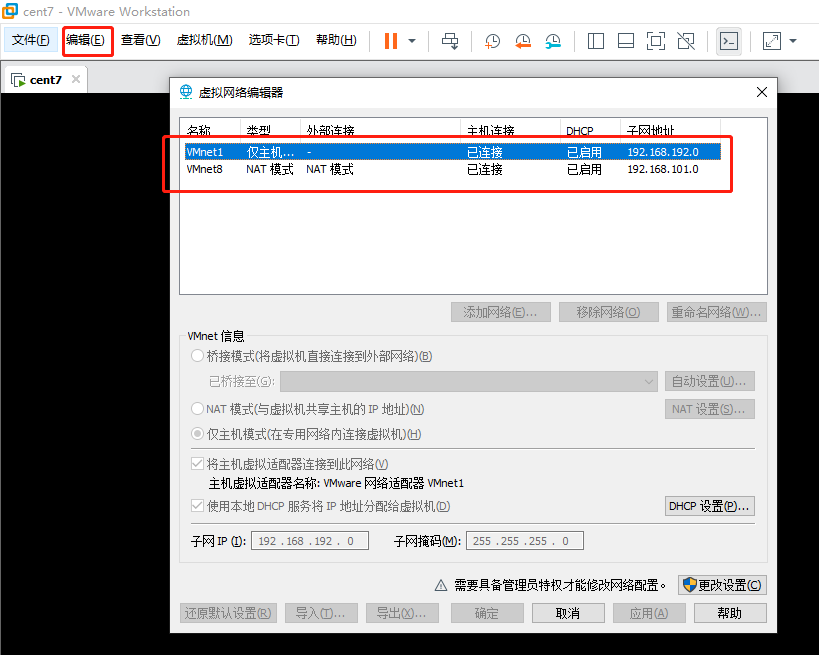 cent7 - VMware Workstation
文件(F) 编辑(E) 查看(V) 虚拟机(M) 选项卡(T) 帮助(H)
cent7
虚拟网络编辑器
名称 类型 外部连接 主机连接 DHCP 子网地址
VMnet1 仅主机... - 已连接 已启用 192.168.192.0
VMnet8 NAT 模式 NAT 模式 已连接 已启用 192.168.101.0
添加网络(E)... 移除网络(O) 重命名网络(W)...
VMnet 信息
桥接模式(将虚拟机直接连接到外部网络)(B)
已桥接至(G): 自动设置(U)...
NAT 模式(与虚拟机共享主机的 IP 地址)(N) NAT 设置(S)...
仅主机模式(在专用网络内连接虚拟机)(H)
将主机虚拟适配器连接到此网络(V)
主机虚拟适配器名称: VMware 网络适配器 VMnet1
使用本地 DHCP 服务将 IP 地址分配给虚拟机(D) DHCP 设置(P)...
子网 IP (I): 192 . 168 . 192 . 0 子网掩码(M): 255 . 255 . 255 . 0
需要具备管理员特权才能修改网络配置。 更改设置(C)
还原默认设置(R) 导入(T)... 导出(X)... 确定 取消 应用(A) 帮助